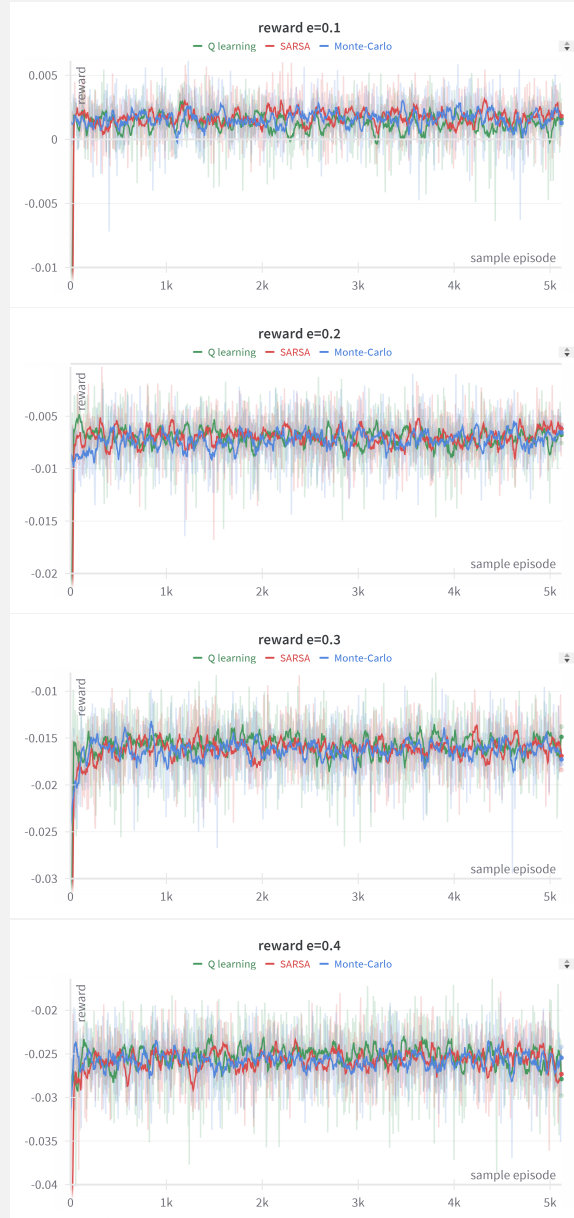 reward e=0.1
Q learning SARSA Monte-Carlo
reward
0.005
0
-0.005
-0.01
sample episode
0 1k 2k 3k 4k 5k
reward e=0.2
Q learning SARSA Monte-Carlo
reward
-0.005
-0.01
-0.015
-0.02
sample episode
0 1k 2k 3k 4k 5k
reward e=0.3
Q learning SARSA Monte-Carlo
reward
-0.01
-0.015
-0.02
-0.025
-0.03
sample episode
0 1k 2k 3k 4k 5k
reward e=0.4
Q learning SARSA Monte-Carlo
reward
-0.02
-0.025
-0.03
-0.035
-0.04
sample episode
0 1k 2k 3k 4k 5k